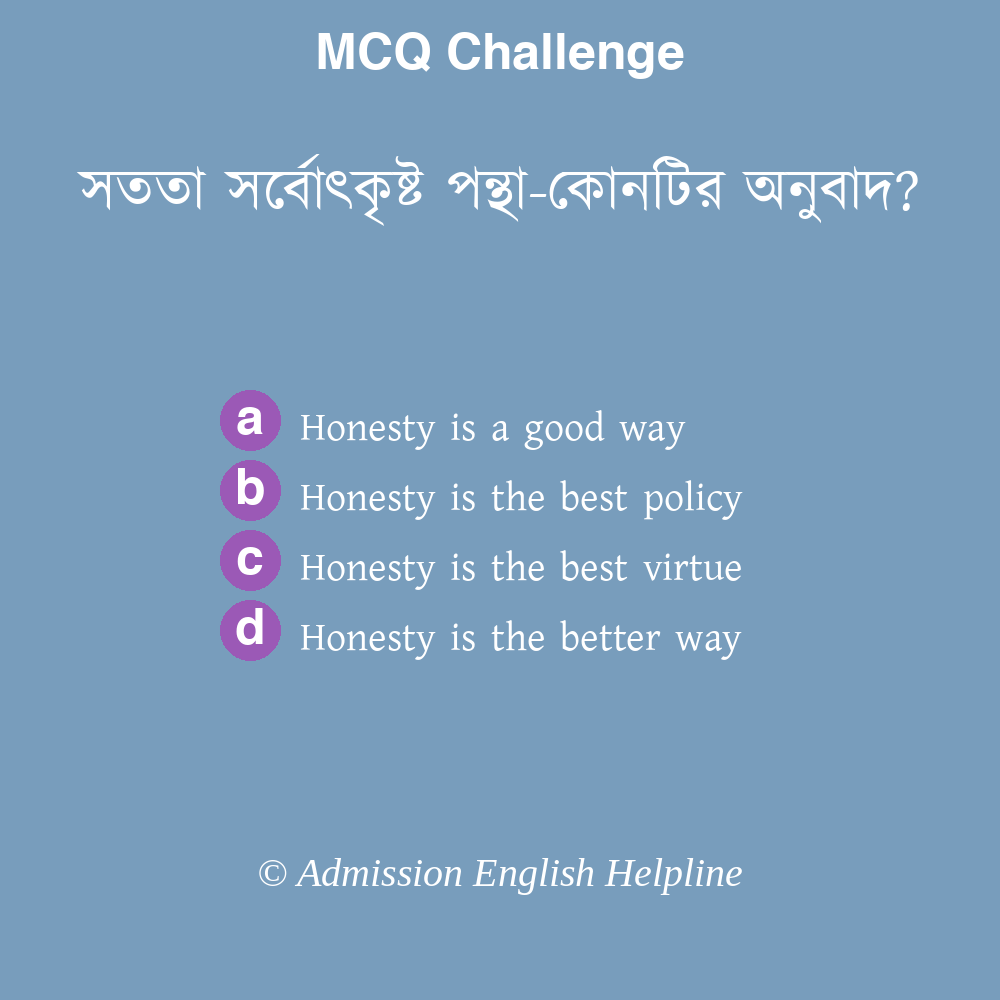 MCQ Challenge
সততা সর্বোৎকৃষ্ট পন্থা-কোনটির অনুবাদ?
a Honesty is a good way
b Honesty is the best policy
c Honesty is the best virtue
d Honesty is the better way
© Admission English Helpline